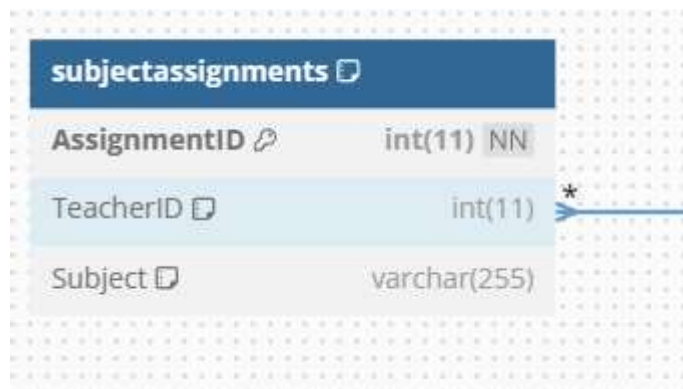 subjectassignments
AssignmentID int(11) NN
TeacherID int(11) *
Subject varchar(255)